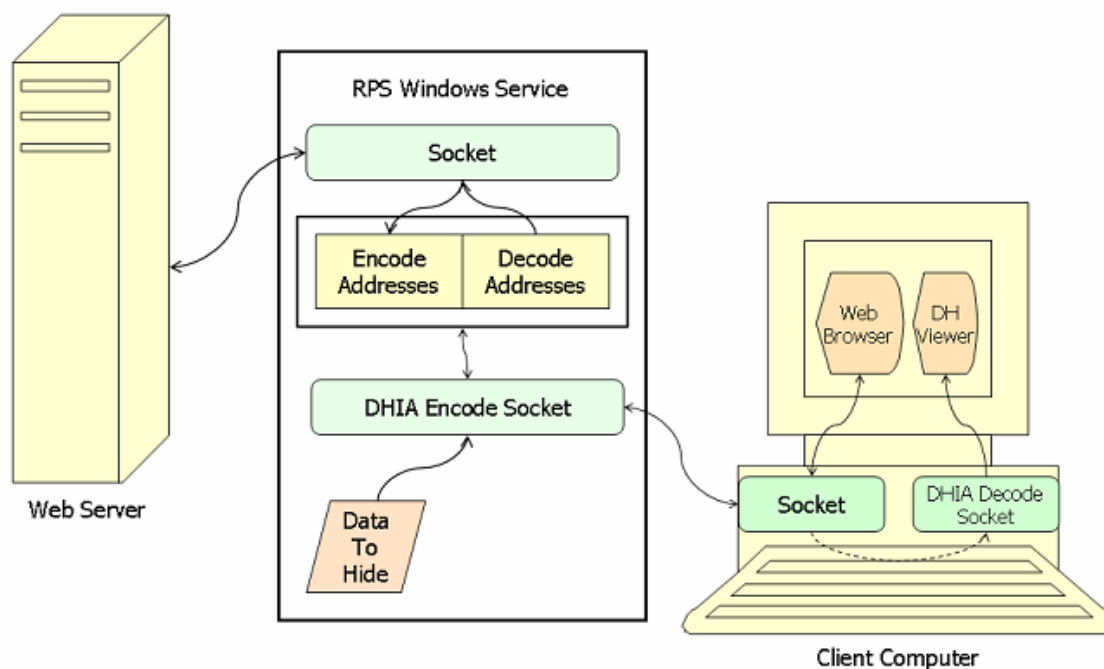 RPS Windows Service
Socket
Encode
Addresses
Decode
Addresses
DHIA Encode Socket
Data
To
Hide
Web Server
Web
Browser
DH
Viewer
Socket
DHIA Decode
Socket
Client Computer